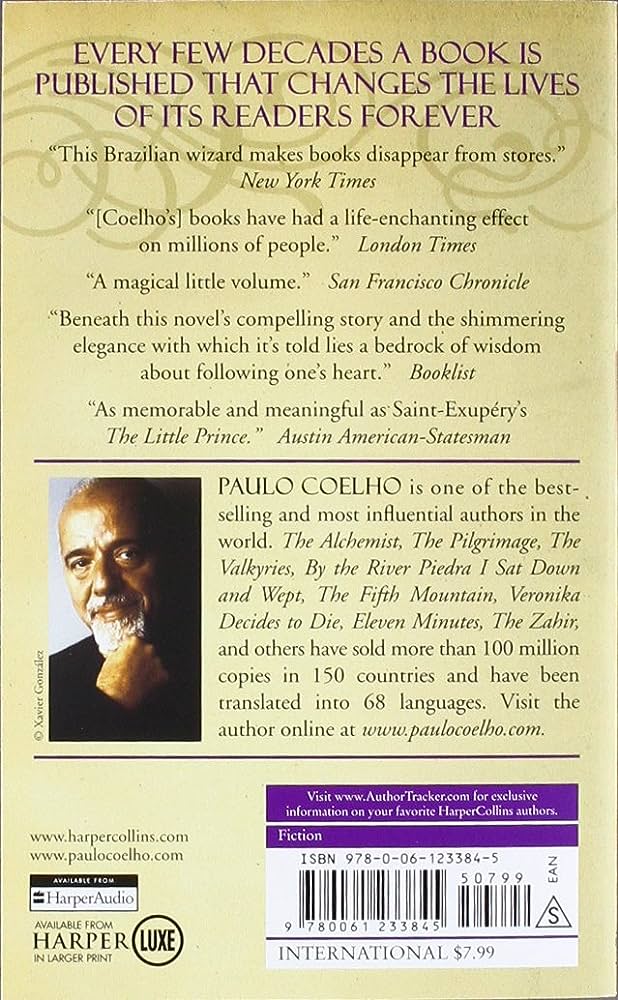 EVERY FEW DECADES A BOOK IS
PUBLISHED THAT CHANGES THE LIVES
OF ITS READERS FOREVER
“This Brazilian wizard makes books disappear from stores.”
New York Times
“[Coelho's] books have had a life-enchanting effect
on millions of people.” London Times
“A magical little volume.” San Francisco Chronicle
“Beneath this novel's compelling story and the shimmering
elegance with which it's told lies a bedrock of wisdom
about following one's heart.” Booklist
“As memorable and meaningful as Saint-Exupéry's
The Little Prince.” Austin American-Statesman
PAULO COELHO is one of the best-
selling and most influential authors in the
world. The Alchemist, The Pilgrimage, The
Valkyries, By the River Piedra I Sat Down
and Wept, The Fifth Mountain, Veronika
Decides to Die, Eleven Minutes, The Zahir,
and others have sold more than 100 million
copies in 150 countries and have been
translated into 68 languages. Visit the
author online at www.paulocoelho.com.
© Xavier González
Visit www.AuthorTracker.com for exclusive
information on your favorite HarperCollins authors.
Fiction
www.harpercollins.com
www.paulocoelho.com
AVAILABLE FROM
HarperAudio
AVAILABLE FROM
HARPER LUXE
IN LARGER PRINT
ISBN 978-0-06-123384-5
50799
EAN
S
9 780061 233845
INTERNATIONAL $7.99